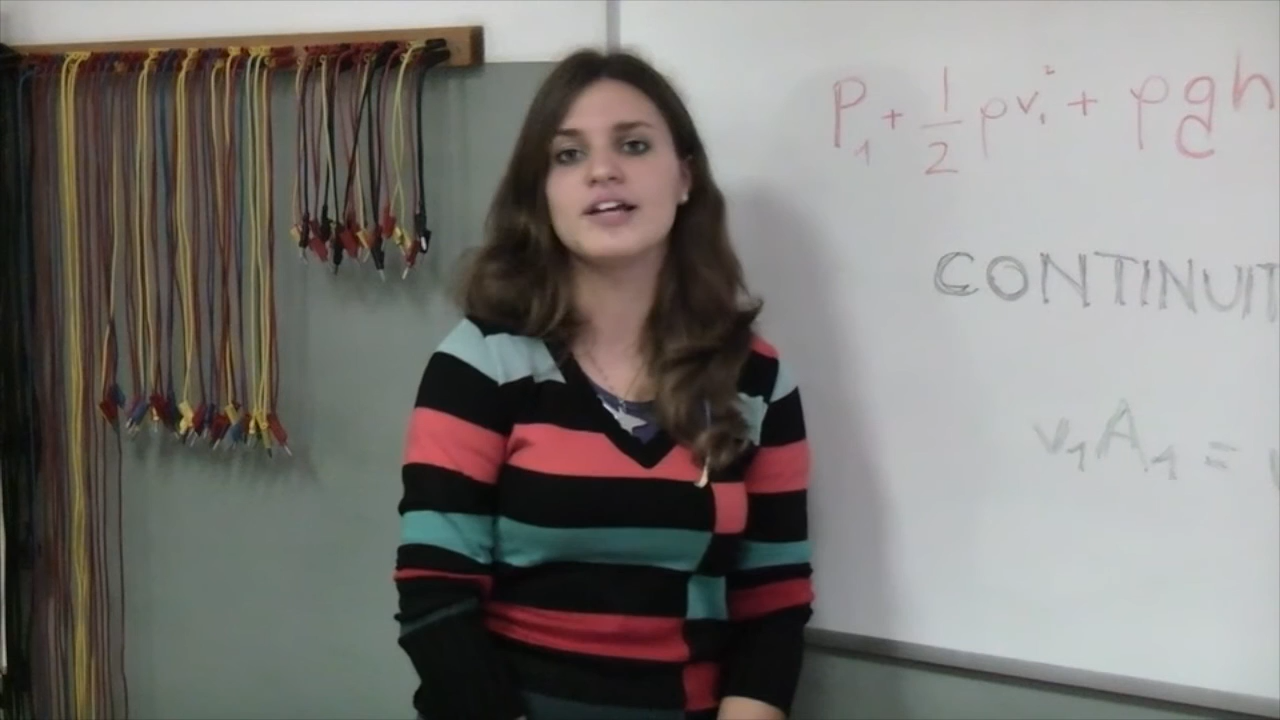 P₁ + 1/2 ρv₁² + ρgh
CONTINUIT
v₁A₁ =